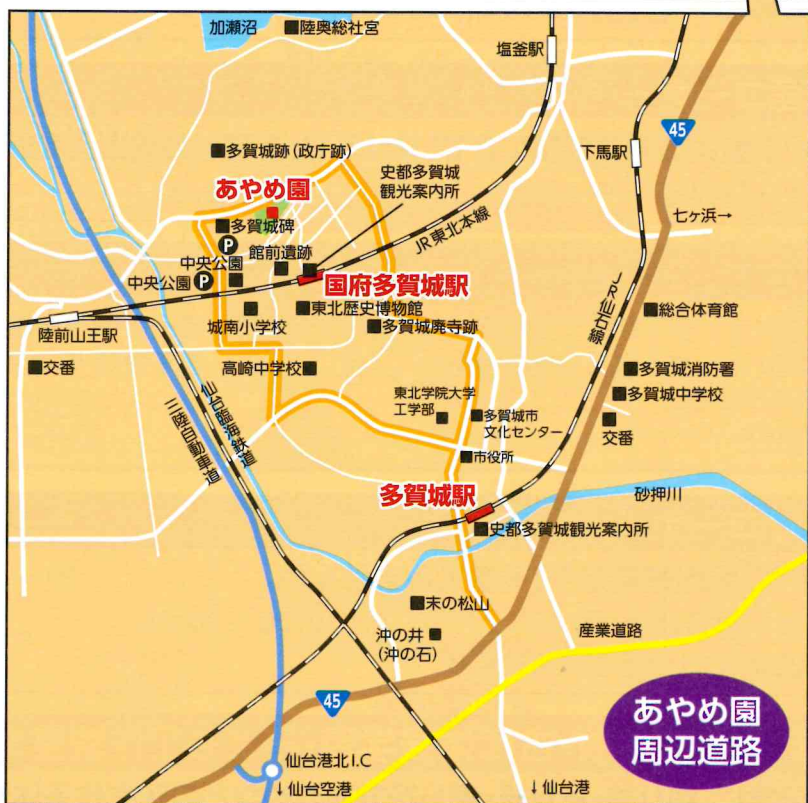 加瀬沼
陸奥総社宮
塩釜駅
45
下馬駅
多賀城跡(政庁跡)
史都多賀城
観光案内所
あやめ園
七ヶ浜→
多賀城碑
P
JR東北本線
館前遺跡
中央公園
中央公園
P
国府多賀城駅
東北歴史博物館
総合体育館
城南小学校
多賀城廃寺跡
JR仙石線
陸前山王駅
交番
高崎中学校
多賀城消防署
多賀城中学校
仙台臨海鉄道
三陸自動車道
東北学院大学
工学部
多賀城市
文化センター
交番
市役所
多賀城駅
砂押川
史都多賀城観光案内所
末の松山
沖の井
(沖の石)
産業道路
45
あやめ園
周辺道路
仙台港北I.C
↓仙台空港
↓仙台港